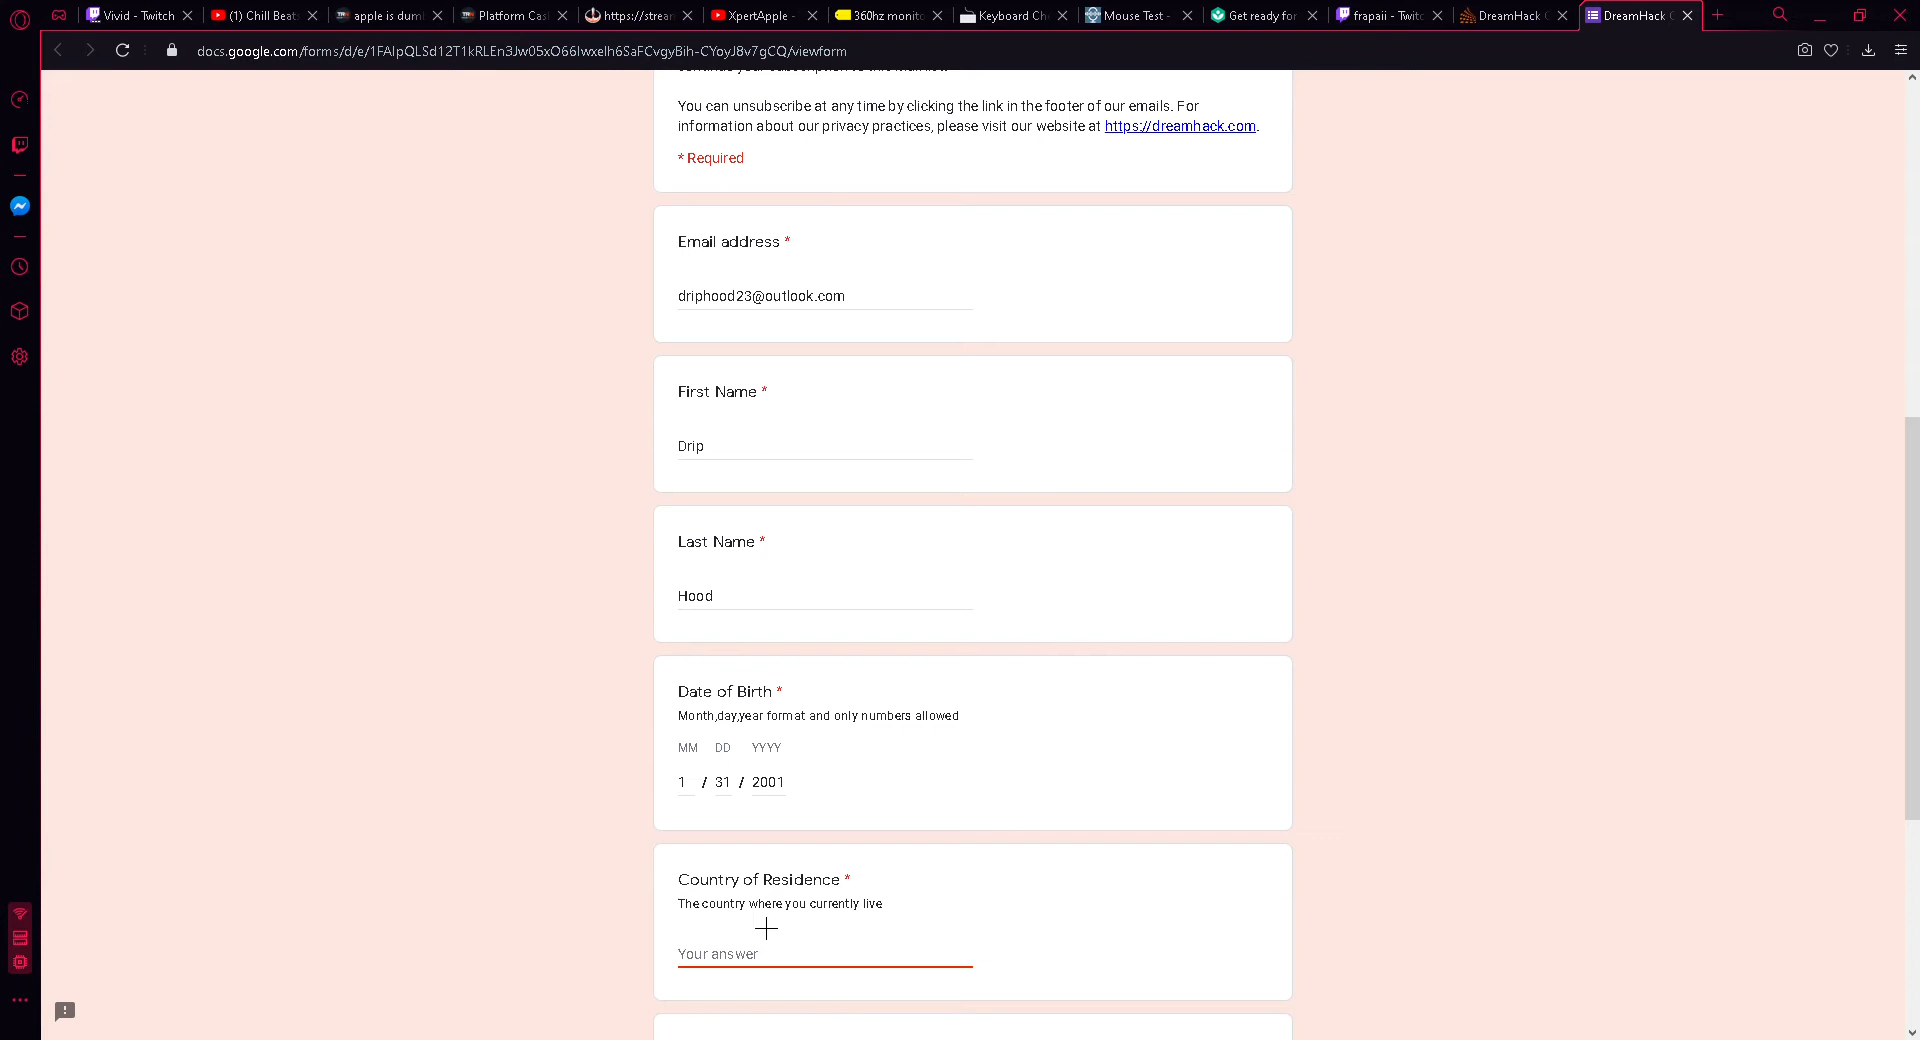 Vivid - Twitch
(1) Chill Beat
apple is dum
Platform Cas
https://strean
XpertApple -
360hz monito
Keyboard Ch
Mouse Test -
Get ready for
frapaii - Twitc
DreamHack
DreamHack
docs.google.com/forms/d/e/1FAIpQLSd12T1kRLEn3Jw05xO66IwxeIh6SaFCvgyBih-CYoyJ8v7gCQ/viewform
You can unsubscribe at any time by clicking the link in the footer of our emails. For
information about our privacy practices, please visit our website at https://dreamhack.com.
* Required
Email address *
driphood23@outlook.com
First Name *
Drip
Last Name *
Hood
Date of Birth *
Month,day,year format and only numbers allowed
MM DD YYYY
1 / 31 / 2001
Country of Residence *
The country where you currently live
Your answer